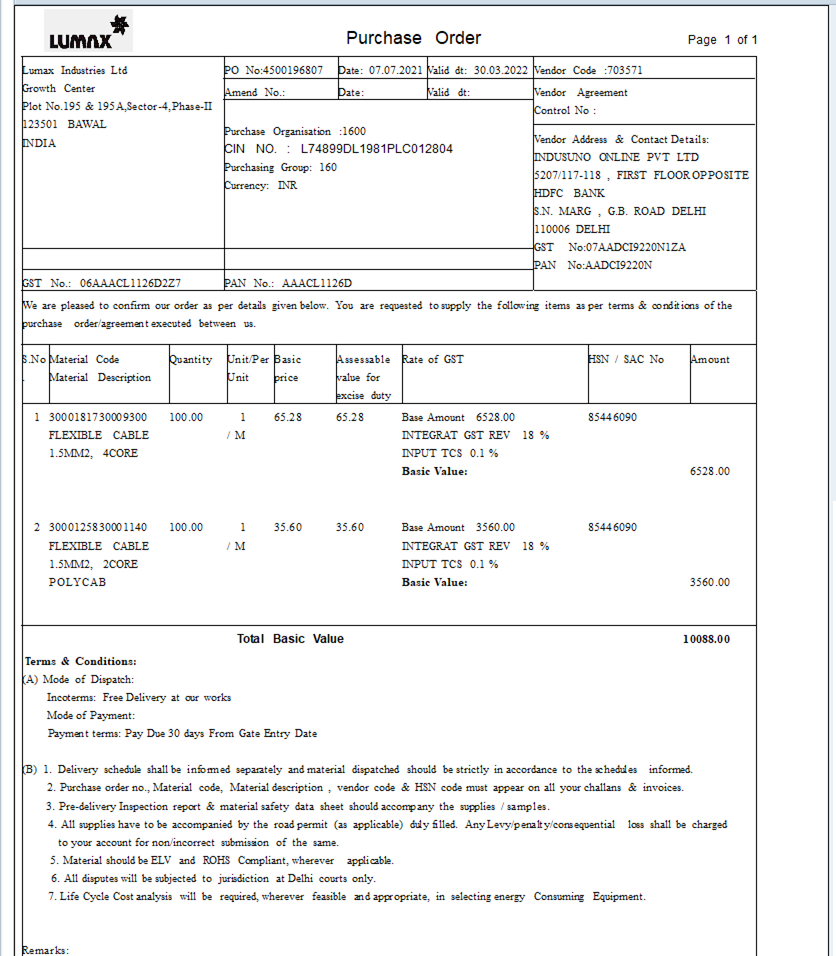 LUMAX
Purchase Order
Page 1 of 1
Lumax Industries Ltd
Growth Center
Plot No.195 & 195A,Sector-4,Phase-II
123501 BAWAL
INDIA
PO No:4500196807 Date: 07.07.2021 Valid dt: 30.03.2022
Amend No.: Date: Valid dt:
Purchase Organisation :1600
CIN NO. : L74899DL1981PLC012804
Purchasing Group: 160
Currency: INR
Vendor Code :703571
Vendor Agreement
Control No :
Vendor Address & Contact Details:
INDUSUNO ONLINE PVT LTD
5207/117-118 , FIRST FLOOR OPPOSITE
HDFC BANK
S.N. MARG , G.B. ROAD DELHI
110006 DELHI
GST No:07AADCI9220N1ZA
PAN No:AADCI9220N
GST No.: 06AAACL1126D2Z7 PAN No.: AAACL1126D
We are pleased to confirm our order as per details given below. You are requested to supply the following items as per terms & conditions of the
purchase order/agreement executed between us.
S.No Material Code Quantity Unit/Per Basic Assessable Rate of GST HSN / SAC No Amount
. Material Description Unit price value for
excise duty
1 3000181730009300 100.00 1 65.28 65.28 Base Amount 6528.00 85446090
FLEXIBLE CABLE / M INTEGRAT GST REV 18 %
1.5MM2, 4CORE INPUT TCS 0.1 %
Basic Value: 6528.00
2 3000125830001140 100.00 1 35.60 35.60 Base Amount 3560.00 85446090
FLEXIBLE CABLE / M INTEGRAT GST REV 18 %
1.5MM2, 2CORE INPUT TCS 0.1 %
POLYCAB Basic Value: 3560.00
Total Basic Value 10088.00
Terms & Conditions:
(A) Mode of Dispatch:
Incoterms: Free Delivery at our works
Mode of Payment:
Payment terms: Pay Due 30 days From Gate Entry Date
(B) 1. Delivery schedule shall be informed separately and material dispatched should be strictly in accordance to the schedules informed.
2. Purchase order no., Material code, Material description , vendor code & HSN code must appear on all your challans & invoices.
3. Pre-delivery Inspection report & material safety data sheet should accompany the supplies / samples.
4. All supplies have to be accompanied by the road permit (as applicable) duly filled. Any Levy/penalty/consequential loss shall be charged
to your account for non/incorrect submission of the same.
5. Material should be ELV and ROHS Compliant, wherever applicable.
6. All disputes will be subjected to jurisdiction at Delhi courts only.
7. Life Cycle Cost analysis will be required, wherever feasible and appropriate, in selecting energy Consuming Equipment.
Remarks: